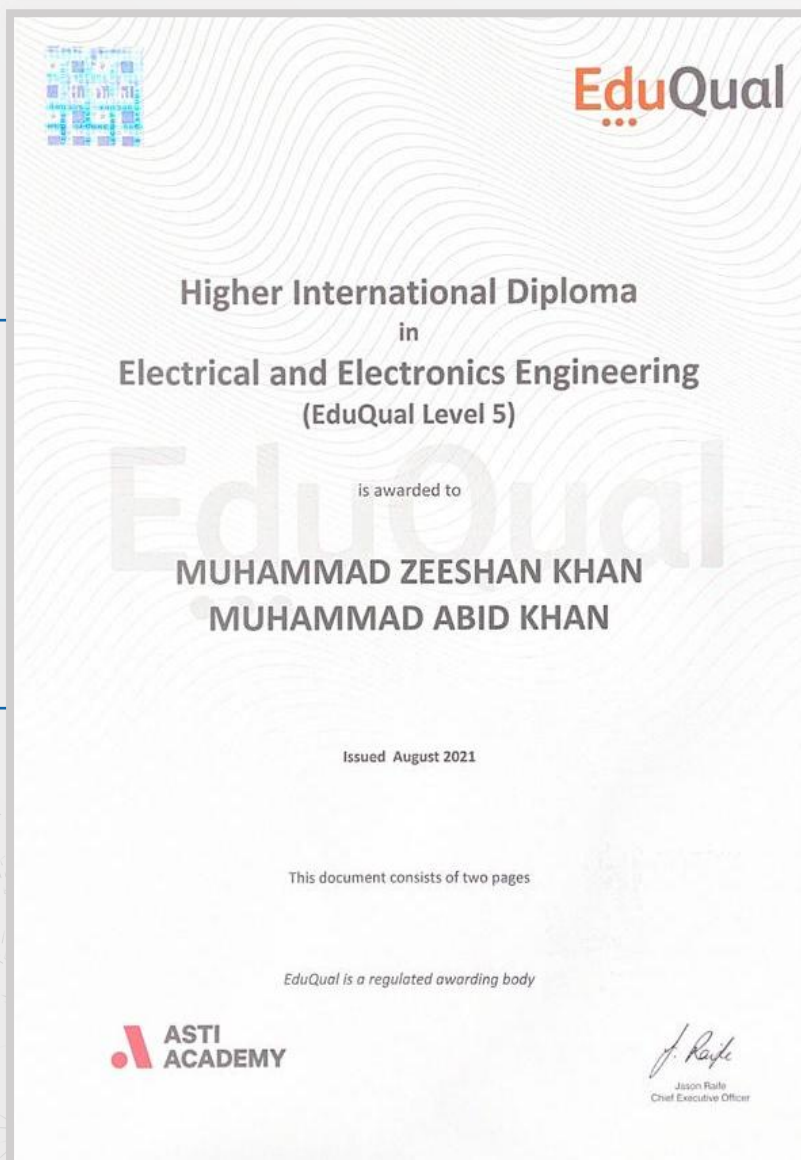 EduQual
Higher International Diploma
in
Electrical and Electronics Engineering
(EduQual Level 5)
is awarded to
EduQual
MUHAMMAD ZEESHAN KHAN
MUHAMMAD ABID KHAN
Issued August 2021
This document consists of two pages
EduQual is a regulated awarding body
ASTI
ACADEMY
J. Raife
Jason Raife
Chief Executive Officer